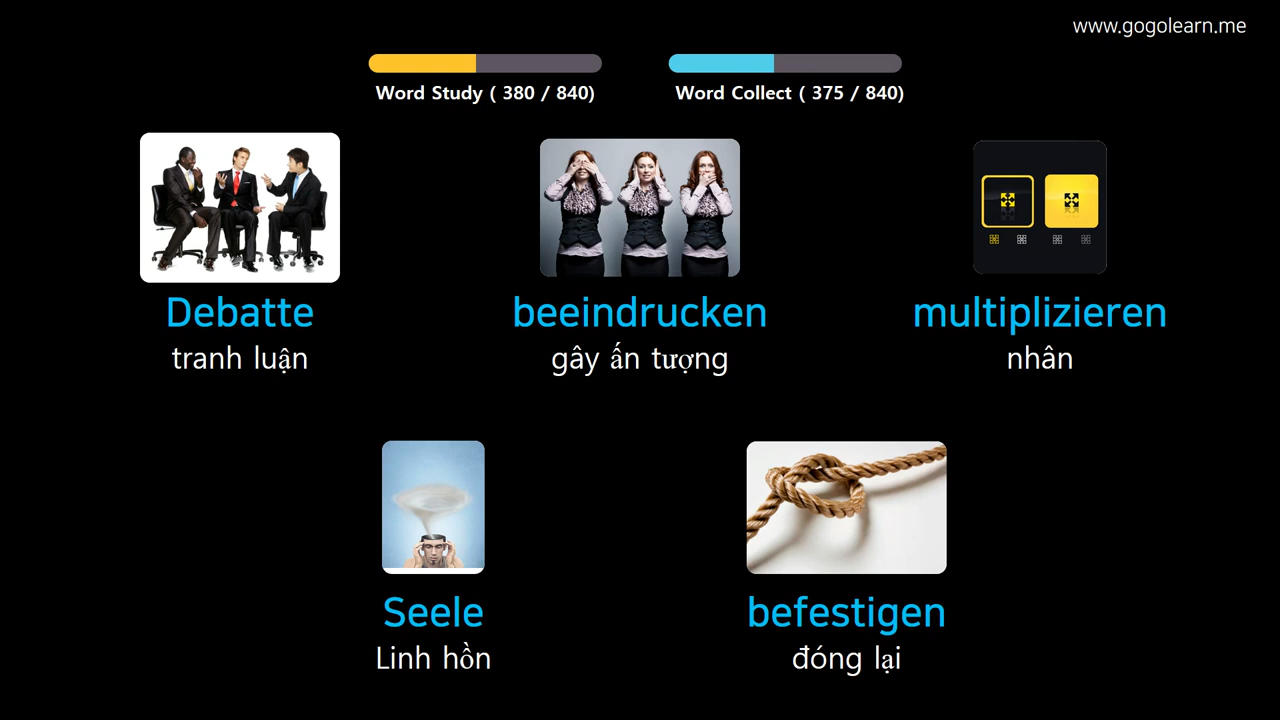 www.gogolearn.me
Word Study ( 380 / 840)
Word Collect ( 375 / 840)
Debatte
tranh luận
beeindrucken
gây ấn tượng
multiplizieren
nhân
Seele
Linh hồn
befestigen
đóng lại